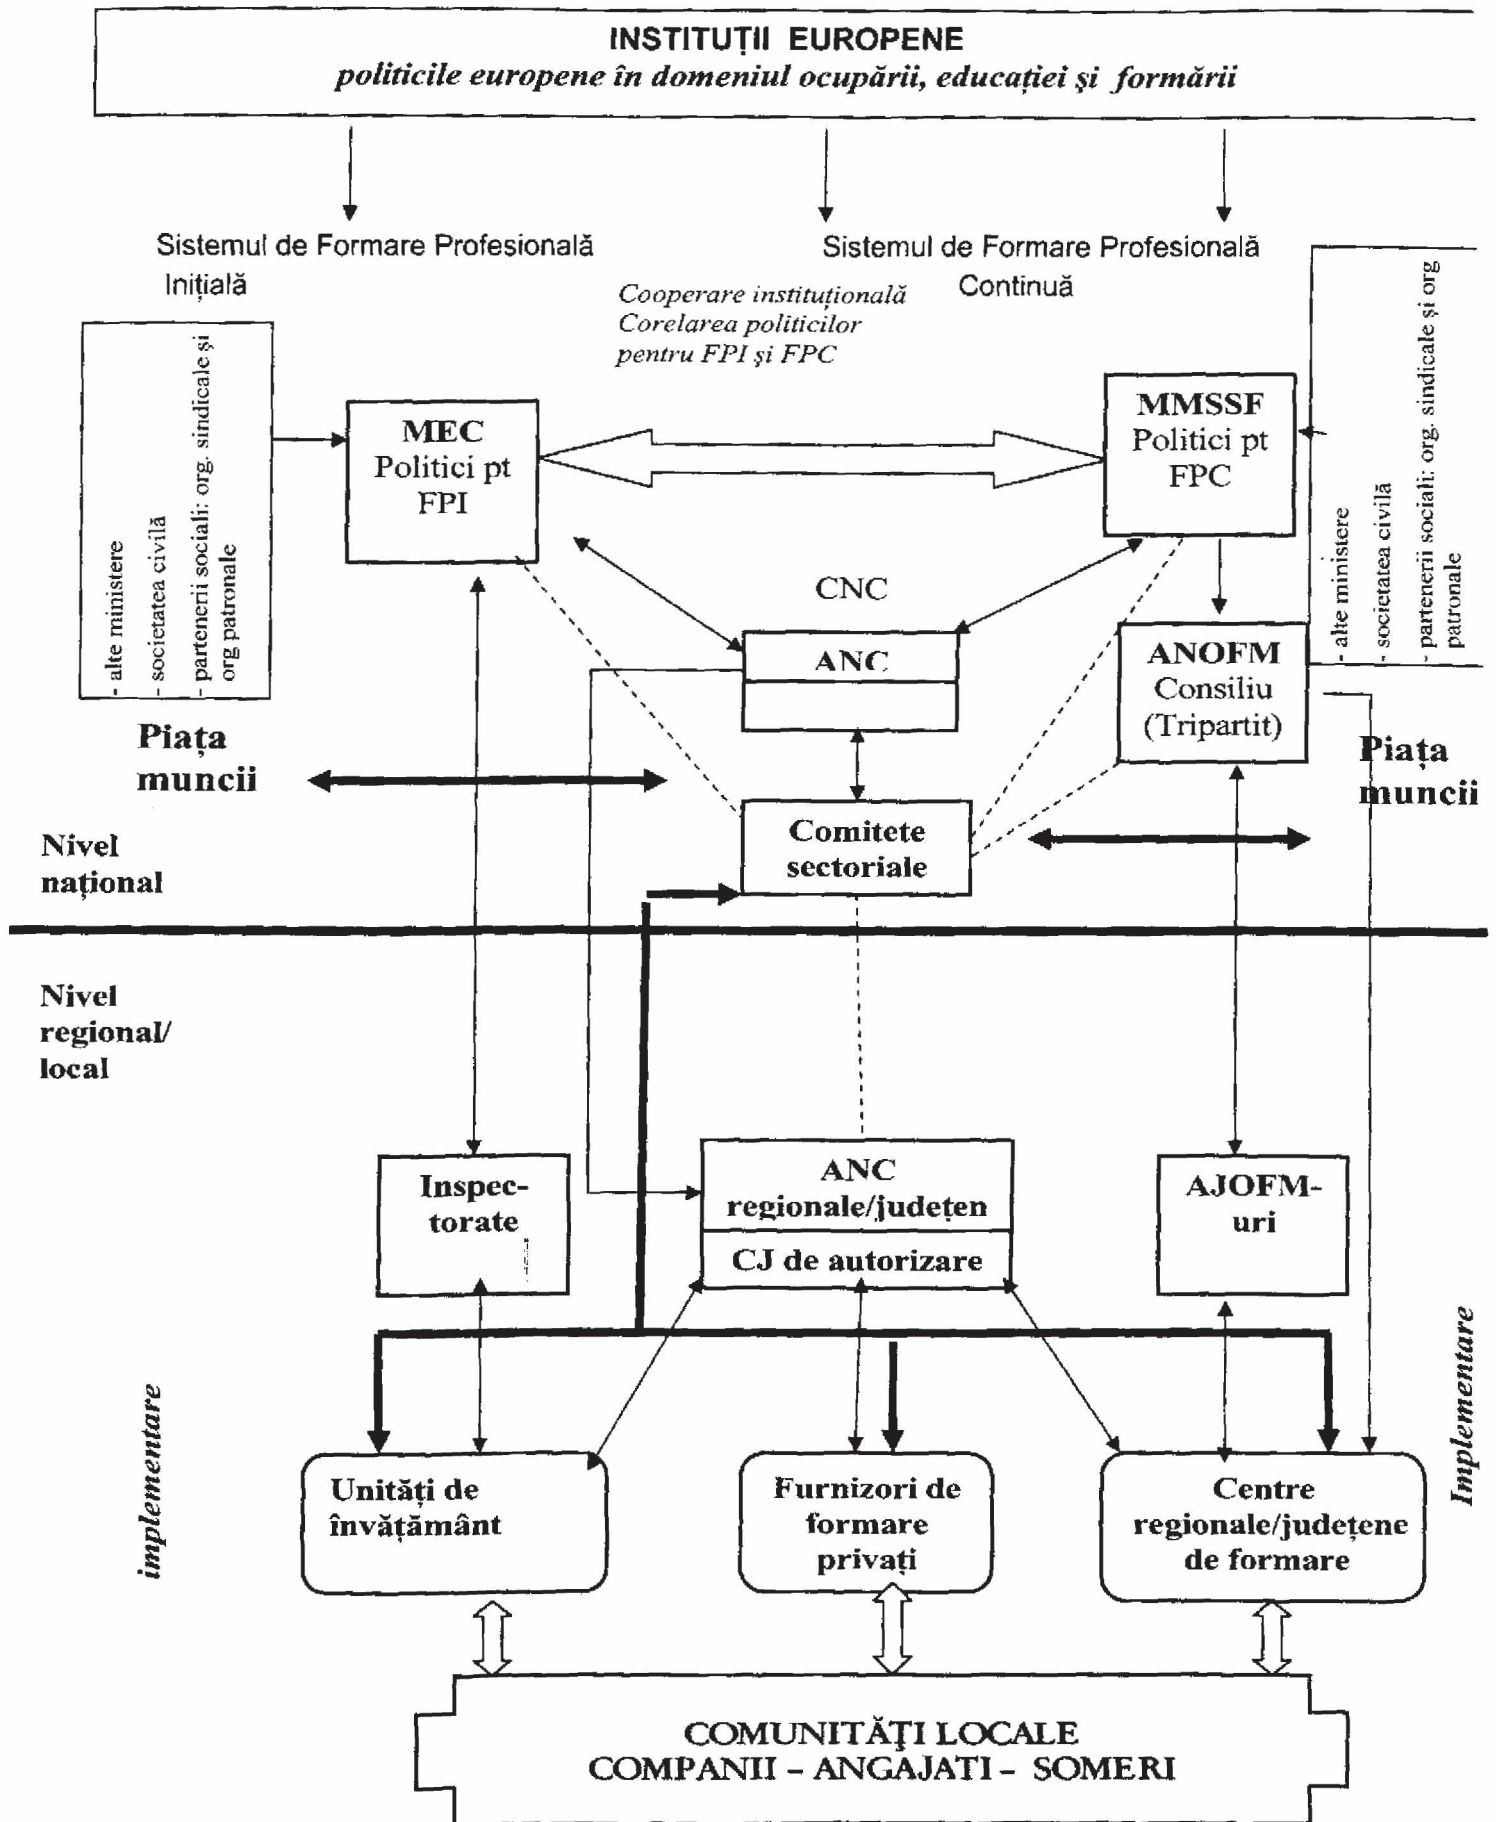 INSTITUȚII EUROPENE
politicile europene în domeniul ocupării, educației și formării
Sistemul de Formare Profesională
Inițială
Sistemul de Formare Profesională
Continuă
Cooperare instituțională
Corelarea politicilor
pentru FPI și FPC
- alte ministere
- societatea civilă
- partenerii sociali: org. sindicale și
org patronale
MEC
Politici pt
FPI
MMSSF
Politici pt
FPC
- alte ministere
- societatea civilă
- partenerii sociali: org. sindicale și org
patronale
CNC
ANC
ANOFM
Consiliu
(Tripartit)
Piața
muncii
Piața
muncii
Comitete
sectoriale
Nivel
național
Nivel
regional/
local
Inspec-
torate
ANC
regionale/județen
CJ de autorizare
AJOFM-
uri
implementare
Implementare
Unități de
învățământ
Furnizori de
formare
privați
Centre
regionale/județene
de formare
COMUNITĂȚI LOCALE
COMPANII – ANGAJATI – SOMERI